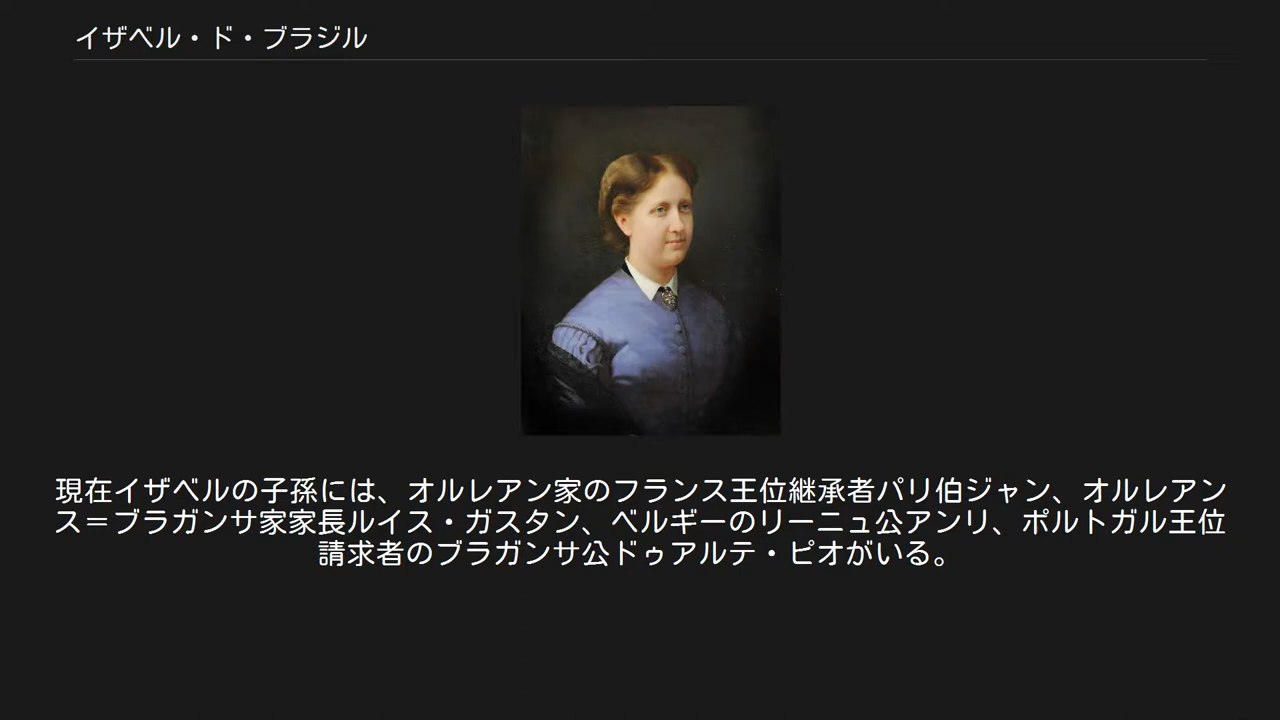 イザベル・ド・ブラジル
現在イザベルの子孫には、オルレアン家のフランス王位継承者パリ伯ジャン、オルレアン
ス＝ブラガンサ家家長ルイス・ガスタン、ベルギーのリーニュ公アンリ、ポルトガル王位
請求者のブラガンサ公ドゥアルテ・ピオがいる。